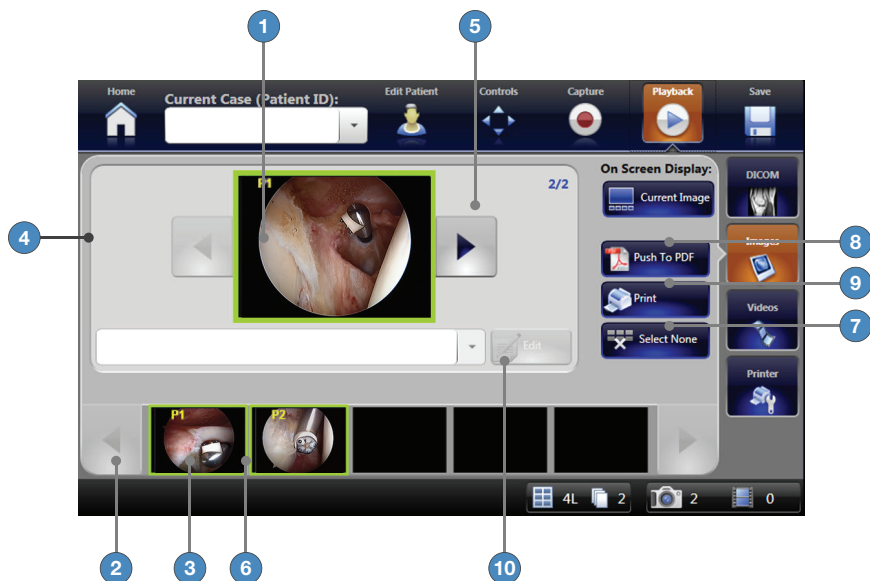 1
5
Home
Current Case (Patient ID):
Edit Patient
Controls
Capture
Playback
Save
P1
2/2
On Screen Display:
Current Image
DICOM
4
8
Push To PDF
Images
9
Print
7
Select None
Videos
Edit
Printer
P1
P2
4L
2
2
0
2
3
6
10